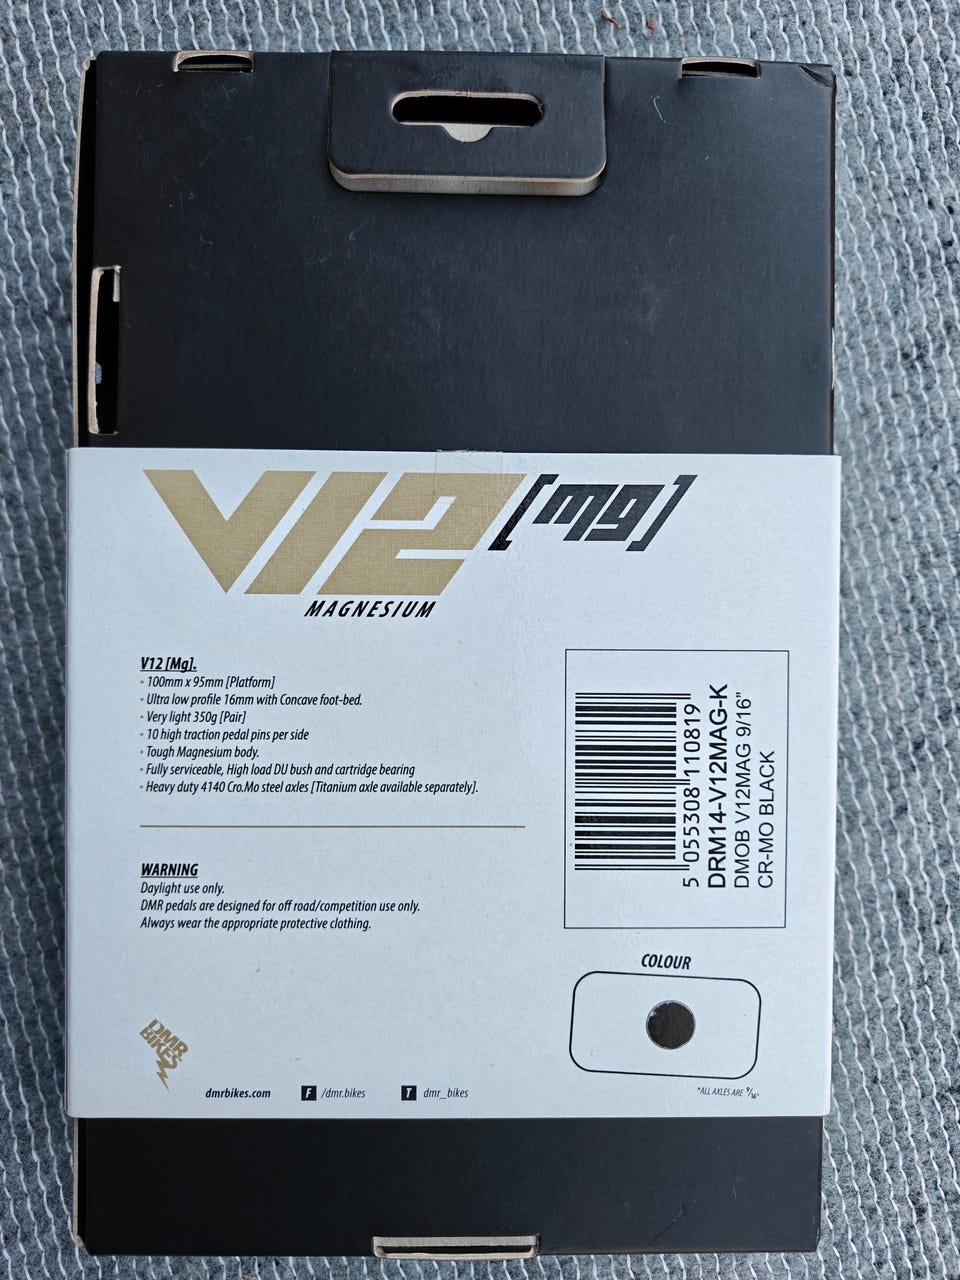 V12 [mg]
MAGNESIUM
V12 [Mg].
• 100mm x 95mm [Platform]
• Ultra low profile 16mm with Concave foot-bed.
• Very light 350g [Pair]
• 10 high traction pedal pins per side
• Tough Magnesium body.
• Fully serviceable, High load DU bush and cartridge bearing
• Heavy duty 4140 Cro.Mo steel axles [Titanium axle available separately].
WARNING
Daylight use only.
DMR pedals are designed for off road/competition use only.
Always wear the appropriate protective clothing.
5 055308 110819
DRM14-V12MAG-K
DMOB V12MAG 9/16”
CR-MO BLACK
COLOUR
*ALL AXLES ARE 9/16"
DMR
BIKES
dmrbikes.com F /dmr.bikes T dmr_bikes